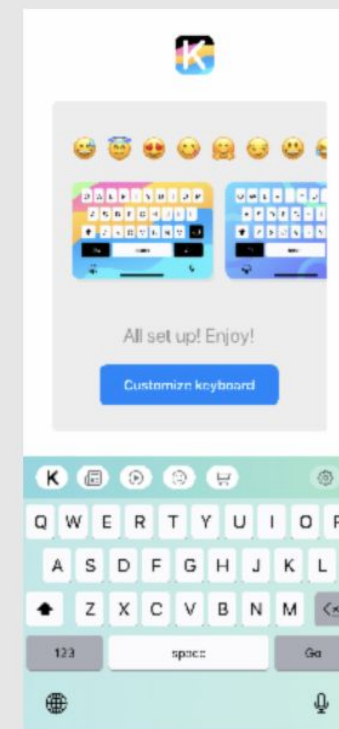 K
All set up! Enjoy!
Customize keyboard
K
Q W E R T Y U I O P
A S D F G H J K L
Z X C V B N M
123 space Go